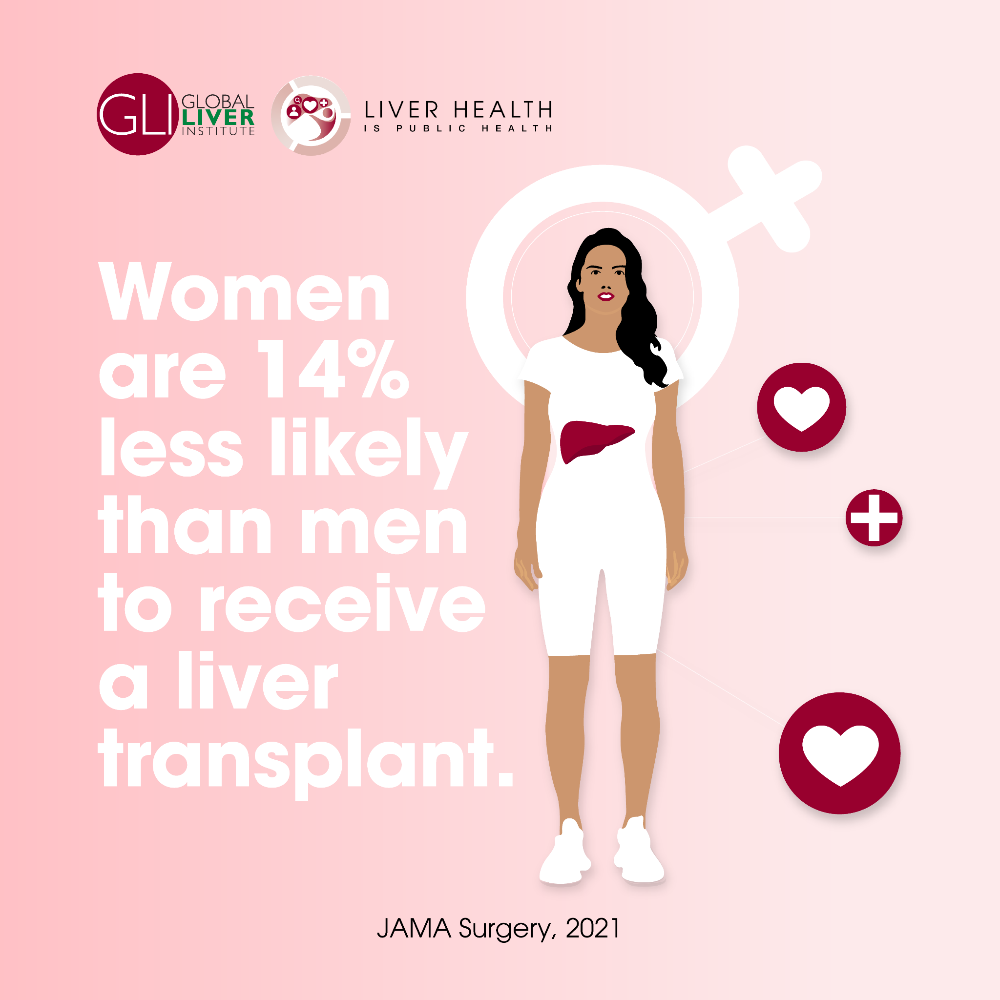 GLI
GLOBAL
LIVER
INSTITUTE
LIVER HEALTH
IS PUBLIC HEALTH
Women
are 14%
less likely
than men
to receive
a liver
transplant.
JAMA Surgery, 2021